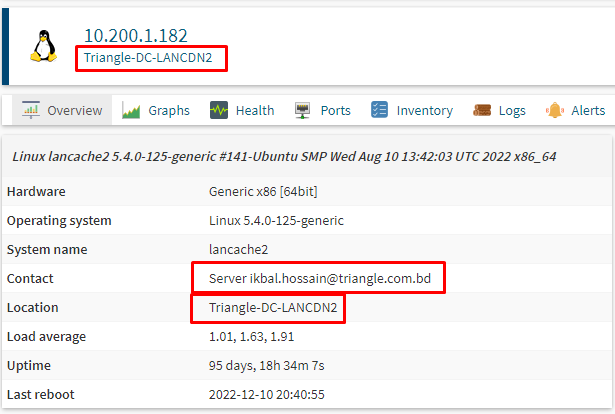 10.200.1.182
Triangle-DC-LANCDN2
Overview Graphs Health Ports Inventory Logs Alerts
Linux lancache2 5.4.0-125-generic #141-Ubuntu SMP Wed Aug 10 13:42:03 UTC 2022 x86_64
Hardware Generic x86 [64bit]
Operating system Linux 5.4.0-125-generic
System name lancache2
Contact Server ikbal.hossain@triangle.com.bd
Location Triangle-DC-LANCDN2
Load average 1.01, 1.63, 1.91
Uptime 95 days, 18h 34m 7s
Last reboot 2022-12-10 20:40:55